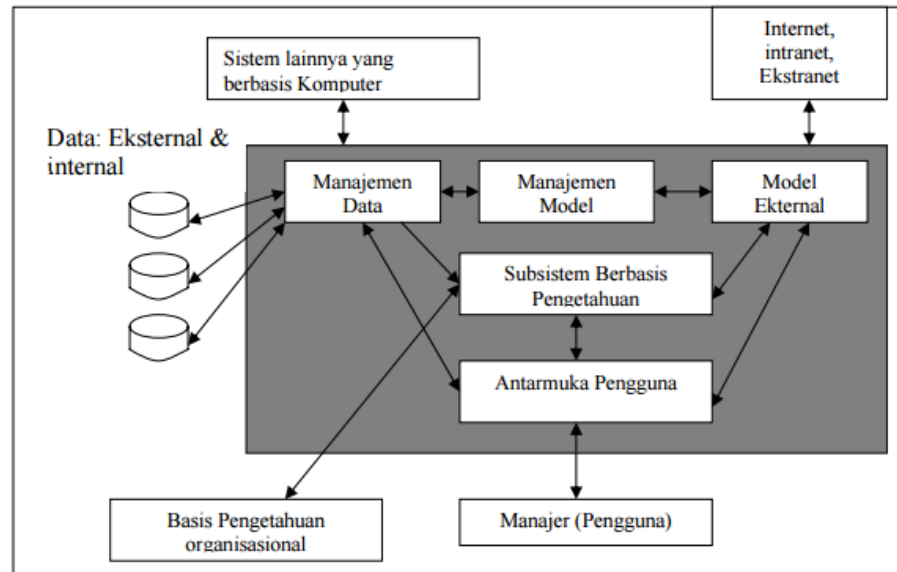 Sistem lainnya yang
berbasis Komputer
Internet,
intranet,
Ekstranet
Data: Eksternal &
internal
Manajemen
Data
Manajemen
Model
Model
Ekternal
Subsistem Berbasis
Pengetahuan
Antarmuka Pengguna
Basis Pengetahuan
organisasional
Manajer (Pengguna)